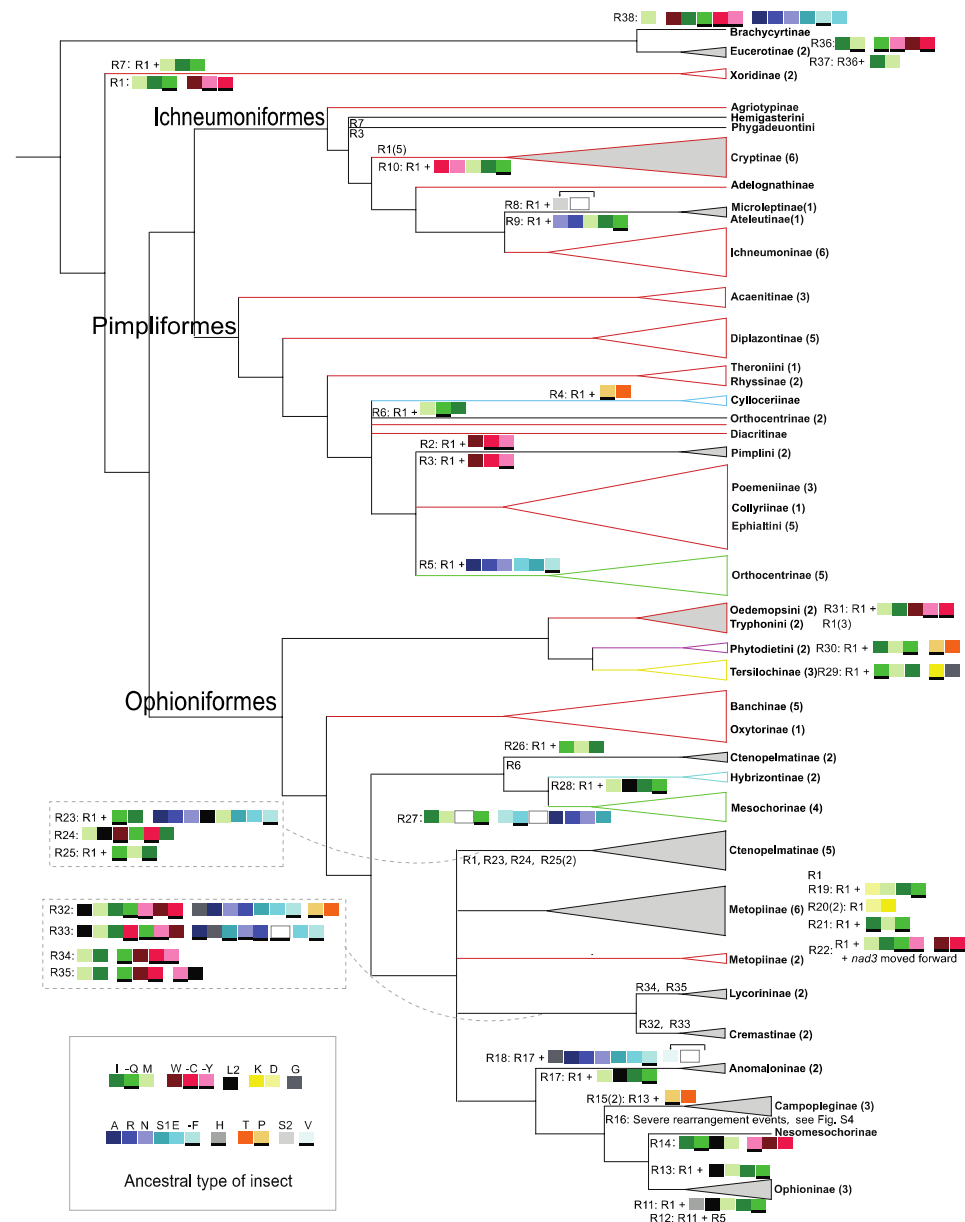 R38:
Brachycyrtinae
Eucerotinae (2)
R36:
R37: R36+
R7: R1 +
R1:
Xoridinae (2)
Ichneumoniformes
Agriotypinae
Hemigasterini
R7
Phygadeuontini
R3
R1(5)
Cryptinae (6)
R10: R1 +
Adelognathinae
R8: R1 +
Microleptinae(1)
R9: R1 +
Ateleutinae(1)
Ichneumoninae (6)
Acaenitinae (3)
Pimpliformes
Diplazontinae (5)
Theroniini (1)
Rhyssinae (2)
R4: R1 +
Cylloceriinae
R6: R1 +
Orthocentrinae (2)
Diacritinae
R2: R1 +
Pimplini (2)
R3: R1 +
Poemeniinae (3)
Collyriinae (1)
Ephialtini (5)
R5: R1 +
Orthocentrinae (5)
Oedemopsini (2)
R31: R1 +
Tryphonini (2)
R1(3)
Phytodietini (2)
R30: R1 +
Tersilochinae (3)
R29: R1 +
Ophioniformes
Banchinae (5)
Oxytorinae (1)
R26: R1 +
Ctenopelmatinae (2)
R6
Hybrizontinae (2)
R28: R1 +
Mesochorinae (4)
R27:
R23: R1 +
R24:
R25: R1 +
Ctenopelmatinae (5)
R1, R23, R24, R25(2)
R1
R19: R1 +
Metopiinae (6)
R20(2): R1
R21: R1 +
R22: R1 +
+ nad3 moved forward
R32:
R33:
R34:
R35:
Metopiinae (2)
R34, R35
Lycorininae (2)
R32, R33
Cremastinae (2)
R18: R17 +
Anomaloninae (2)
R17: R1 +
R15(2): R13 +
Campopleginae (3)
R16: Severe rearrangement events, see Fig. S4
Nesomesochorinae
R14:
R13: R1 +
Ophioninae (3)
R11: R1 +
R12: R11 + R5
I -Q M W -C -Y L2 K D G
A R N S1 E -F H T P S2 V
Ancestral type of insect